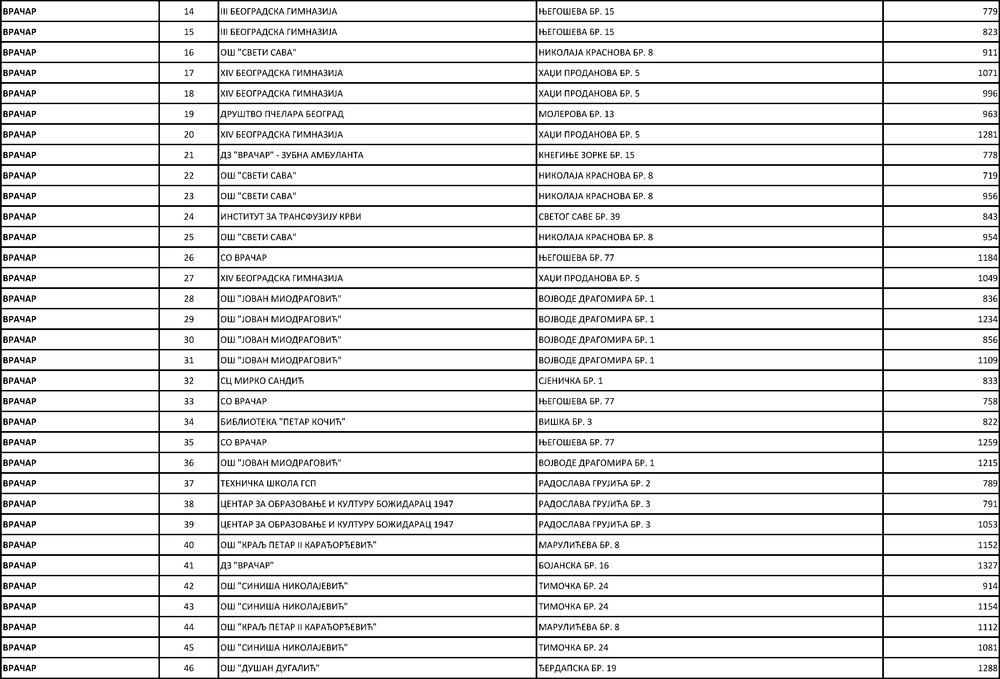 ВРАЧАР 14 III БЕОГРАДСКА ГИМНАЗИЈА ЊЕГОШЕВА БР. 15 779
ВРАЧАР 15 III БЕОГРАДСКА ГИМНАЗИЈА ЊЕГОШЕВА БР. 15 823
ВРАЧАР 16 ОШ "СВЕТИ САВА" НИКОЛАЈА КРАСНОВА БР. 8 911
ВРАЧАР 17 XIV БЕОГРАДСКА ГИМНАЗИЈА ХАЏИ ПРОДАНОВА БР. 5 1071
ВРАЧАР 18 XIV БЕОГРАДСКА ГИМНАЗИЈА ХАЏИ ПРОДАНОВА БР. 5 996
ВРАЧАР 19 ДРУШТВО ПЧЕЛАРА БЕОГРАД МОЛЕРОВА БР. 13 963
ВРАЧАР 20 XIV БЕОГРАДСКА ГИМНАЗИЈА ХАЏИ ПРОДАНОВА БР. 5 1281
ВРАЧАР 21 ДЗ "ВРАЧАР" - ЗУБНА АМБУЛАНТА КНЕГИЊЕ ЗОРКЕ БР. 15 778
ВРАЧАР 22 ОШ "СВЕТИ САВА" НИКОЛАЈА КРАСНОВА БР. 8 719
ВРАЧАР 23 ОШ "СВЕТИ САВА" НИКОЛАЈА КРАСНОВА БР. 8 956
ВРАЧАР 24 ИНСТИТУТ ЗА ТРАНСФУЗИЈУ КРВИ СВЕТОГ САВЕ БР. 39 843
ВРАЧАР 25 ОШ "СВЕТИ САВА" НИКОЛАЈА КРАСНОВА БР. 8 954
ВРАЧАР 26 СО ВРАЧАР ЊЕГОШЕВА БР. 77 1184
ВРАЧАР 27 XIV БЕОГРАДСКА ГИМНАЗИЈА ХАЏИ ПРОДАНОВА БР. 5 1049
ВРАЧАР 28 ОШ "ЈОВАН МИОДРАГОВИЋ" ВОЈВОДЕ ДРАГОМИРА БР. 1 836
ВРАЧАР 29 ОШ "ЈОВАН МИОДРАГОВИЋ" ВОЈВОДЕ ДРАГОМИРА БР. 1 1234
ВРАЧАР 30 ОШ "ЈОВАН МИОДРАГОВИЋ" ВОЈВОДЕ ДРАГОМИРА БР. 1 856
ВРАЧАР 31 ОШ "ЈОВАН МИОДРАГОВИЋ" ВОЈВОДЕ ДРАГОМИРА БР. 1 1109
ВРАЧАР 32 СЦ МИРКО САНДИЋ СЈЕНИЧКА БР. 1 833
ВРАЧАР 33 СО ВРАЧАР ЊЕГОШЕВА БР. 77 758
ВРАЧАР 34 БИБЛИОТЕКА "ПЕТАР КОЧИЋ" ВИШКА БР. 3 822
ВРАЧАР 35 СО ВРАЧАР ЊЕГОШЕВА БР. 77 1259
ВРАЧАР 36 ОШ "ЈОВАН МИОДРАГОВИЋ" ВОЈВОДЕ ДРАГОМИРА БР. 1 1215
ВРАЧАР 37 ТЕХНИЧКА ШКОЛА ГСП РАДОСЛАВА ГРУЈИЋА БР. 2 789
ВРАЧАР 38 ЦЕНТАР ЗА ОБРАЗОВАЊЕ И КУЛТУРУ БОЖИДАРАЦ 1947 РАДОСЛАВА ГРУЈИЋА БР. 3 791
ВРАЧАР 39 ЦЕНТАР ЗА ОБРАЗОВАЊЕ И КУЛТУРУ БОЖИДАРАЦ 1947 РАДОСЛАВА ГРУЈИЋА БР. 3 1053
ВРАЧАР 40 ОШ "КРАЉ ПЕТАР II КАРАЂОРЂЕВИЋ" МАРУЛИЋЕВА БР. 8 1152
ВРАЧАР 41 ДЗ "ВРАЧАР" БОЈАНСКА БР. 16 1327
ВРАЧАР 42 ОШ "СИНИША НИКОЛАЈЕВИЋ" ТИМОЧКА БР. 24 914
ВРАЧАР 43 ОШ "СИНИША НИКОЛАЈЕВИЋ" ТИМОЧКА БР. 24 1154
ВРАЧАР 44 ОШ "КРАЉ ПЕТАР II КАРАЂОРЂЕВИЋ" МАРУЛИЋЕВА БР. 8 1112
ВРАЧАР 45 ОШ "СИНИША НИКОЛАЈЕВИЋ" ТИМОЧКА БР. 24 1081
ВРАЧАР 46 ОШ "ДУШАН ДУГАЛИЋ" ЂЕРДАПСКА БР. 19 1288